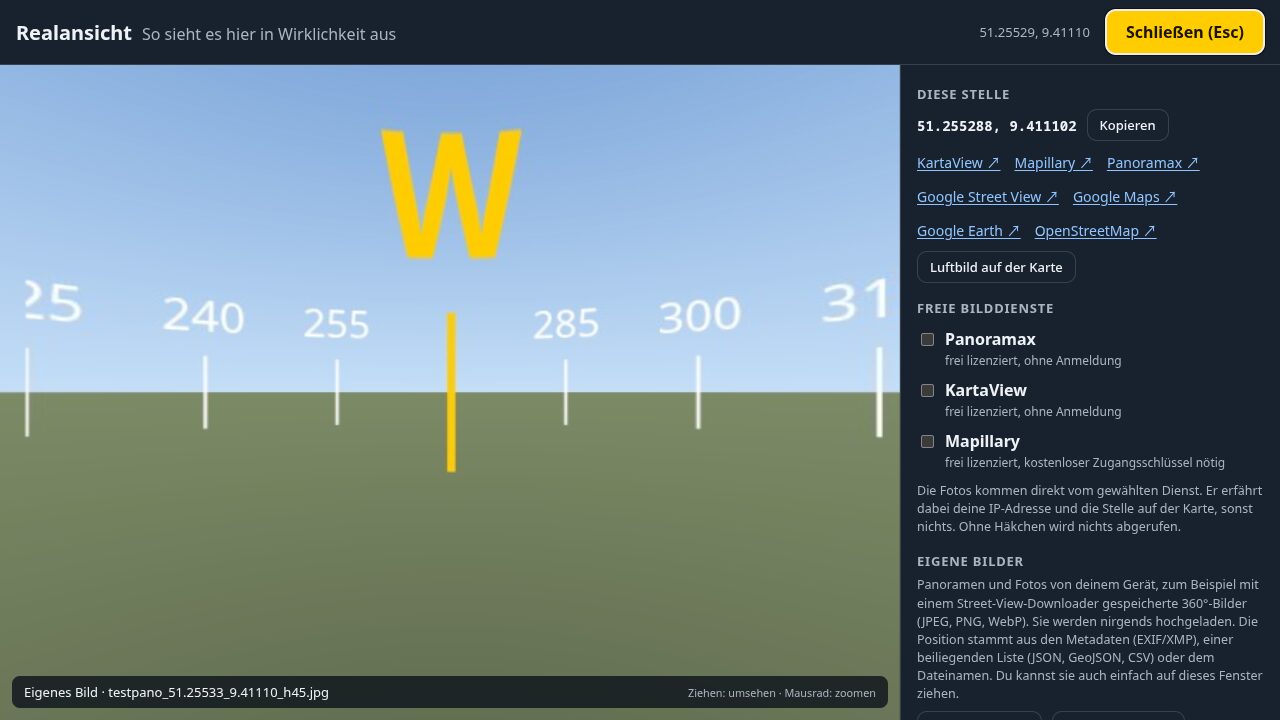 Realansicht So sieht es hier in Wirklichkeit aus
51.25529, 9.41110
Schließen (Esc)
W
240 255 285 300
DIESE STELLE
51.255288, 9.411102 Kopieren
KartaView ↗ Mapillary ↗ Panoramax ↗
Google Street View ↗ Google Maps ↗
Google Earth ↗ OpenStreetMap ↗
Luftbild auf der Karte
FREIE BILDDIENSTE
Panoramax
frei lizenziert, ohne Anmeldung
KartaView
frei lizenziert, ohne Anmeldung
Mapillary
frei lizenziert, kostenloser Zugangsschlüssel nötig
Die Fotos kommen direkt vom gewählten Dienst. Er erfährt
dabei deine IP-Adresse und die Stelle auf der Karte, sonst
nichts. Ohne Häkchen wird nichts abgerufen.
EIGENE BILDER
Panoramen und Fotos von deinem Gerät, zum Beispiel mit
einem Street-View-Downloader gespeicherte 360°-Bilder
(JPEG, PNG, WebP). Sie werden nirgends hochgeladen. Die
Position stammt aus den Metadaten (EXIF/XMP), einer
beiliegenden Liste (JSON, GeoJSON, CSV) oder dem
Dateinamen. Du kannst sie auch einfach auf dieses Fenster
ziehen.
Eigenes Bild · testpano_51.25533_9.41110_h45.jpg
Ziehen: umsehen · Mausrad: zoomen